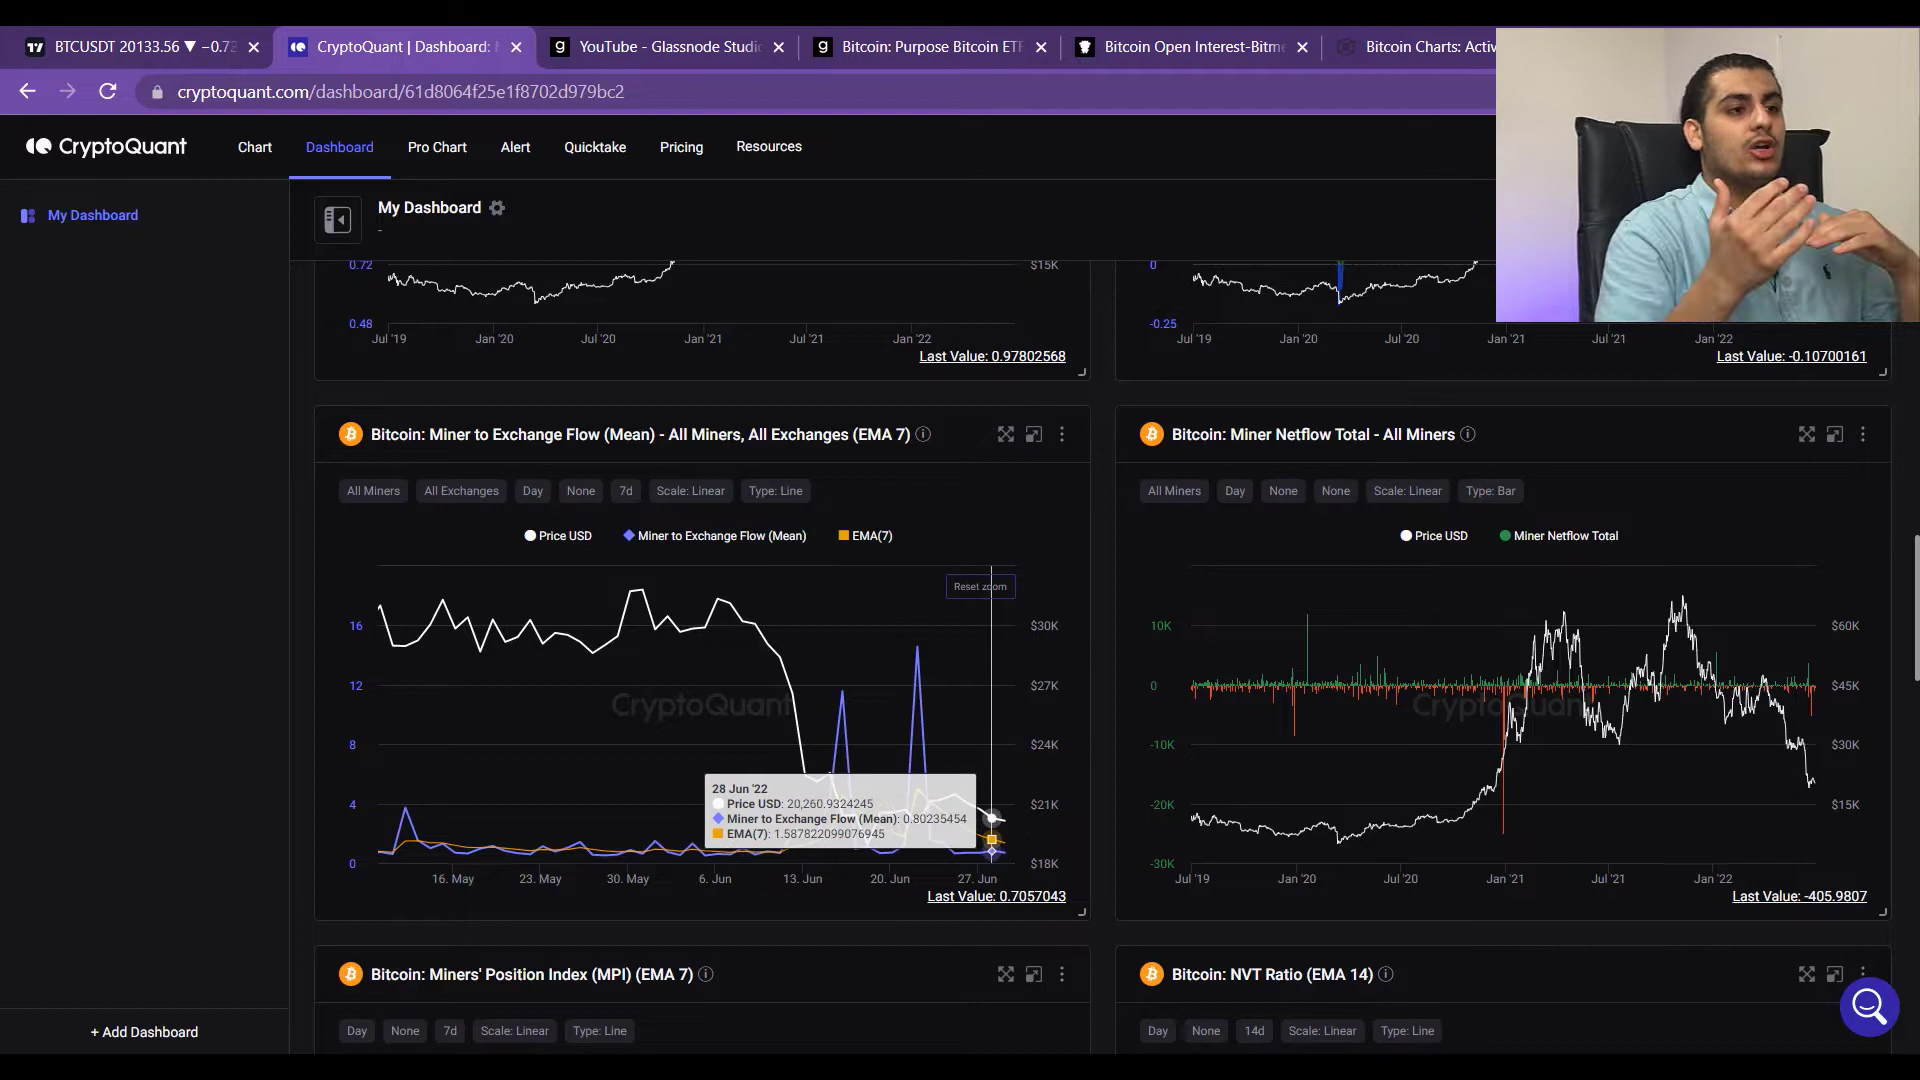 BTCUSDT 20133.56 ▼ −0.72
CryptoQuant | Dashboard:
YouTube - Glassnode Studio
Bitcoin: Purpose Bitcoin ETF
Bitcoin Open Interest-Bitme
Bitcoin Charts: Activ
cryptoquant.com/dashboard/61d8064f25e1f8702d979bc2
CryptoQuant
Chart
Dashboard
Pro Chart
Alert
Quicktake
Pricing
Resources
My Dashboard
My Dashboard
-
0.72
$15K
0.48
Jul '19
Jan '20
Jul '20
Jan '21
Jul '21
Jan '22
Last Value: 0.97802568
0
-0.25
Jul '19
Jan '20
Jul '20
Jan '21
Jul '21
Jan '22
Last Value: -0.10700161
Bitcoin: Miner to Exchange Flow (Mean) - All Miners, All Exchanges (EMA 7)
All Miners
All Exchanges
Day
None
7d
Scale: Linear
Type: Line
Price USD
Miner to Exchange Flow (Mean)
EMA(7)
Reset zoom
16
12
8
4
0
$30K
$27K
$24K
$21K
$18K
CryptoQuant
28 Jun '22
Price USD: 20,260.9324245
Miner to Exchange Flow (Mean): 0.80235454
EMA(7): 1.587822099076945
16. May
23. May
30. May
6. Jun
13. Jun
20. Jun
27. Jun
Last Value: 0.7057043
Bitcoin: Miner Netflow Total - All Miners
All Miners
Day
None
None
Scale: Linear
Type: Bar
Price USD
Miner Netflow Total
10K
0
-10K
-20K
-30K
$60K
$45K
$30K
$15K
CryptoQuant
Jul '19
Jan '20
Jul '20
Jan '21
Jul '21
Jan '22
Last Value: -405.9807
Bitcoin: Miners' Position Index (MPI) (EMA 7)
Day
None
7d
Scale: Linear
Type: Line
Bitcoin: NVT Ratio (EMA 14)
Day
None
14d
Scale: Linear
Type: Line
+ Add Dashboard